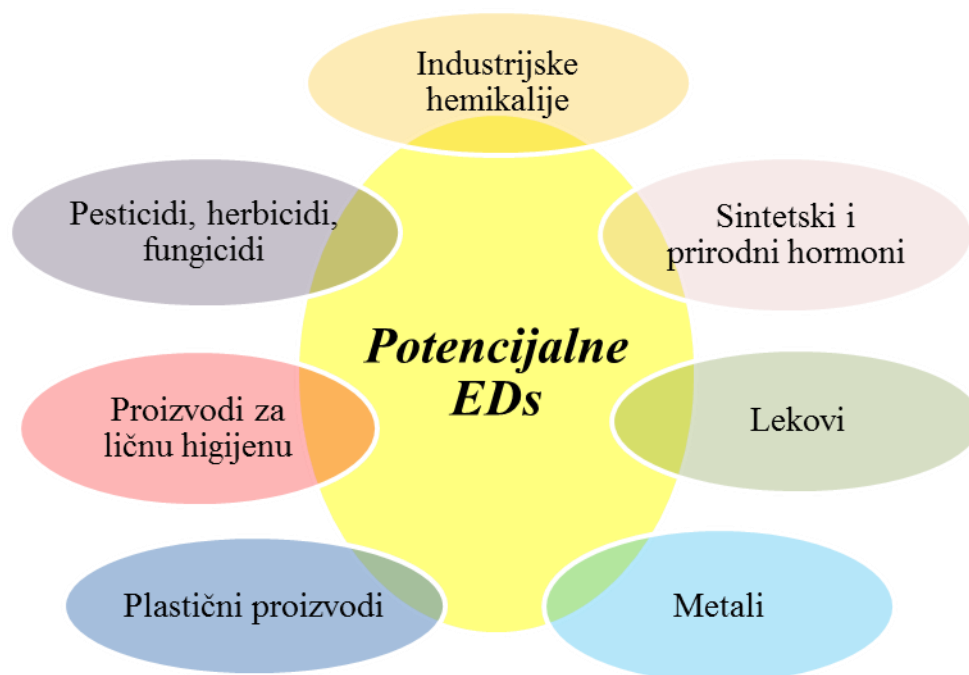 Industrijske
hemikalije
Pesticidi, herbicidi,
fungicidi
Sintetski i
prirodni hormoni
Potencijalne
EDs
Proizvodi za
ličnu higijenu
Lekovi
Plastični proizvodi
Metali